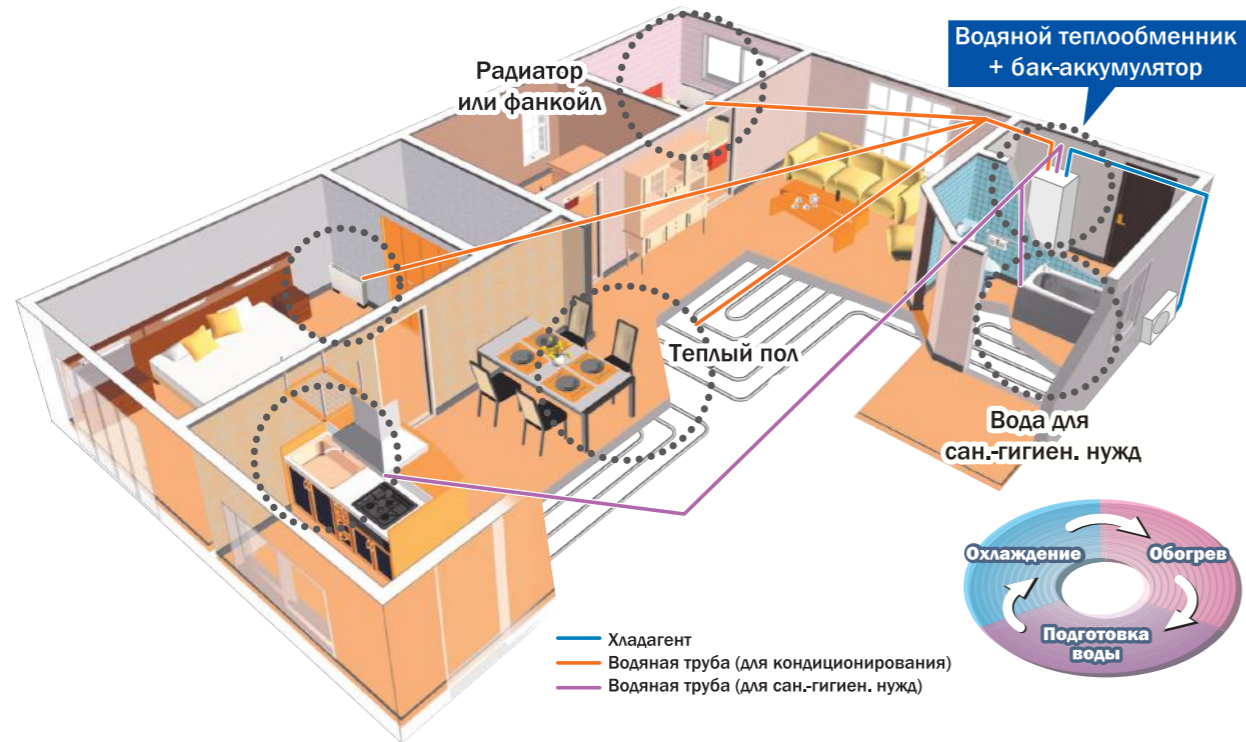 Водяной теплообменник
+ бак-аккумулятор
Радиатор
или фанкойл
Теплый пол
Вода для
сан.-гигиен. нужд
Охлаждение
Обогрев
Подготовка
воды
Хладагент
Водяная труба (для кондиционирования)
Водяная труба (для сан.-гигиен. нужд)